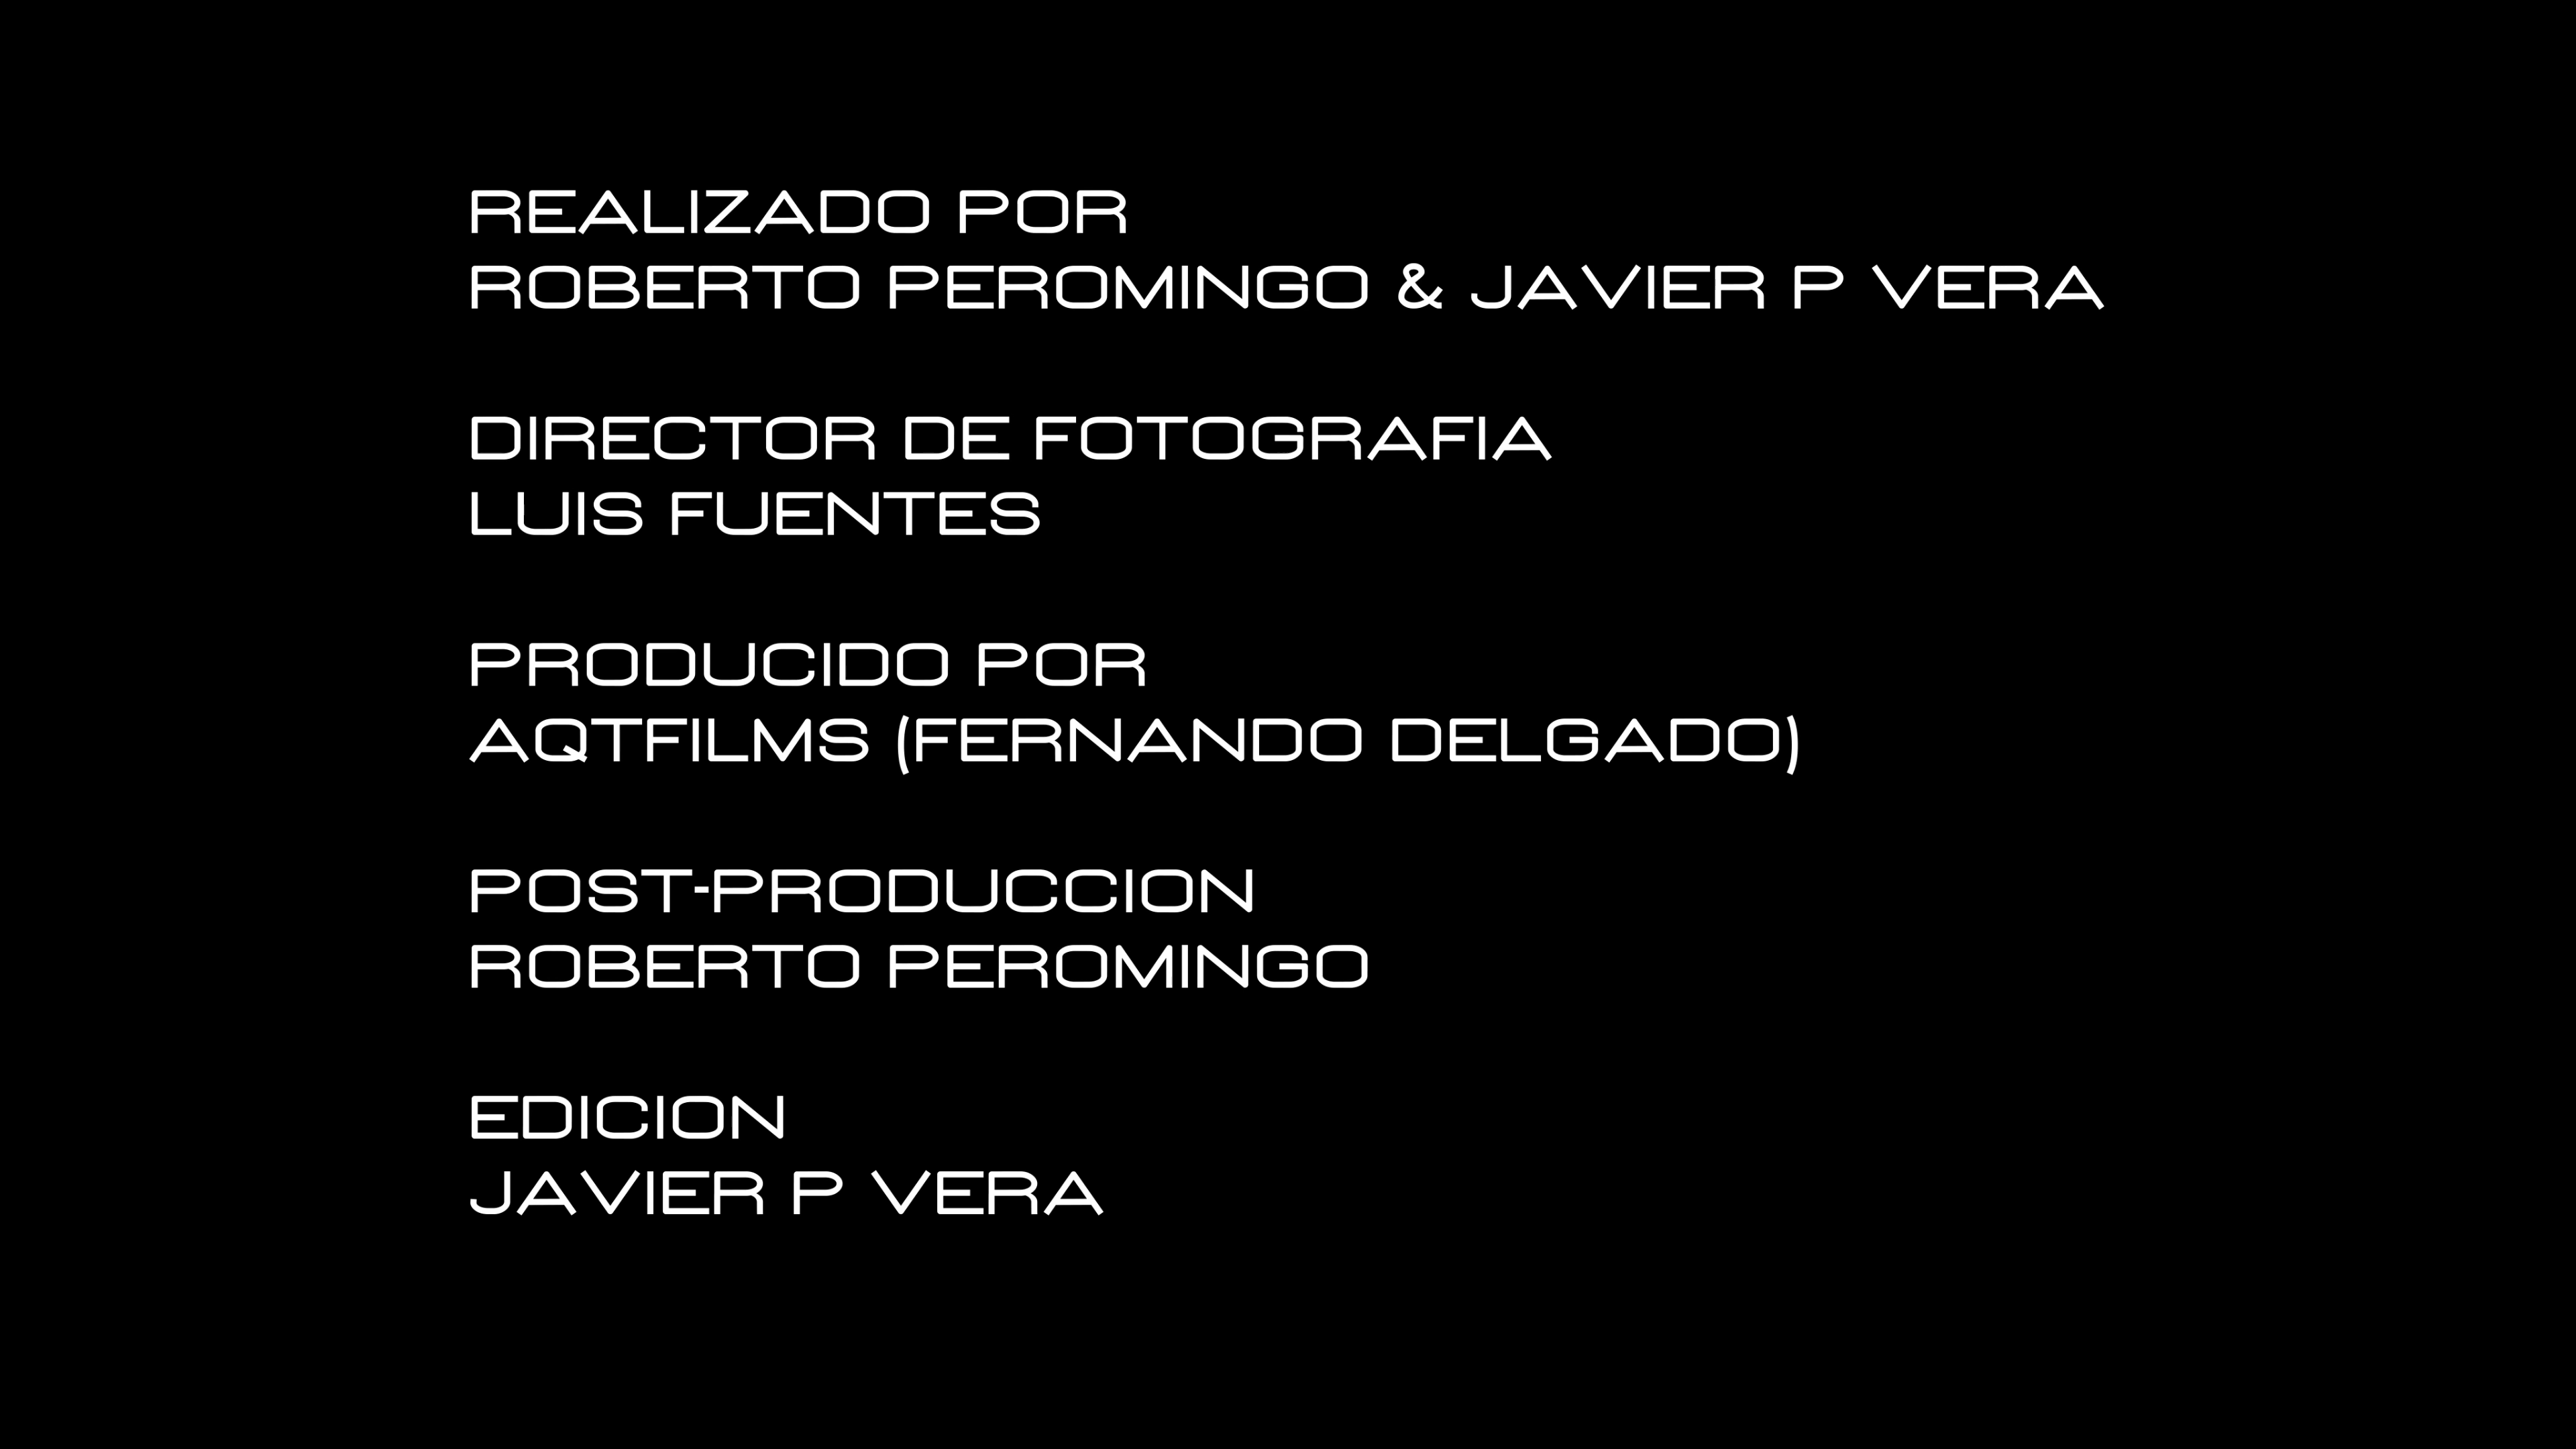 REALIZADO POR
ROBERTO PEROMINGO & JAVIER P VERA
DIRECTOR DE FOTOGRAFIA
LUIS FUENTES
PRODUCIDO POR
AQTFILMS (FERNANDO DELGADO)
POST-PRODUCCION
ROBERTO PEROMINGO
EDICION
JAVIER P VERA